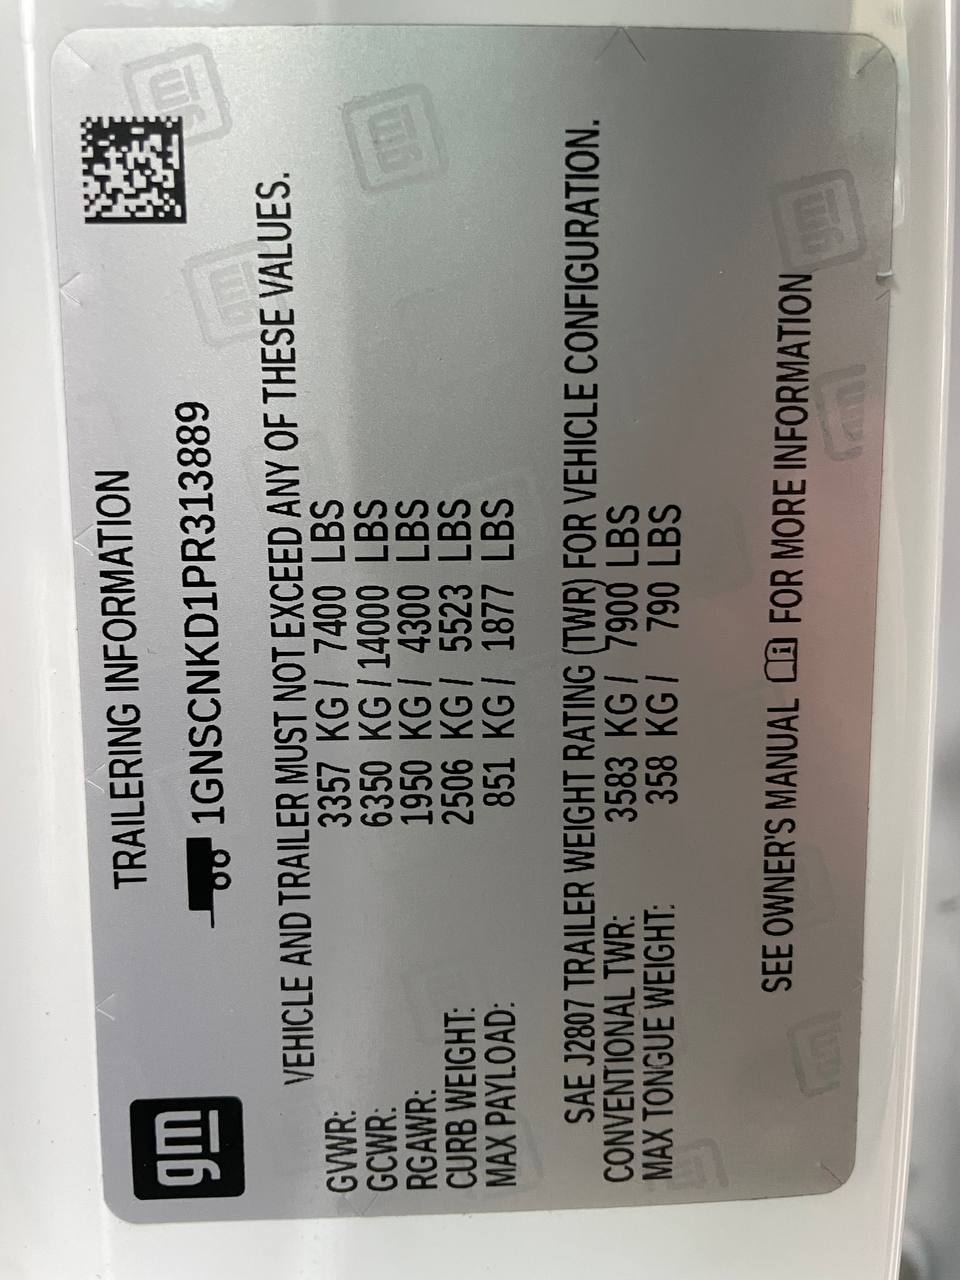 gm
TRAILERING INFORMATION
1GNSCNKD1PR313889
VEHICLE AND TRAILER MUST NOT EXCEED ANY OF THESE VALUES.
GVWR: 3357 KG / 7400 LBS
GCWR: 6350 KG / 14000 LBS
RGAWR: 1950 KG / 4300 LBS
CURB WEIGHT: 2506 KG / 5523 LBS
MAX PAYLOAD: 851 KG / 1877 LBS
SAE J2807 TRAILER WEIGHT RATING (TWR) FOR VEHICLE CONFIGURATION.
CONVENTIONAL TWR: 3583 KG / 7900 LBS
MAX TONGUE WEIGHT: 358 KG / 790 LBS
SEE OWNER'S MANUAL FOR MORE INFORMATION